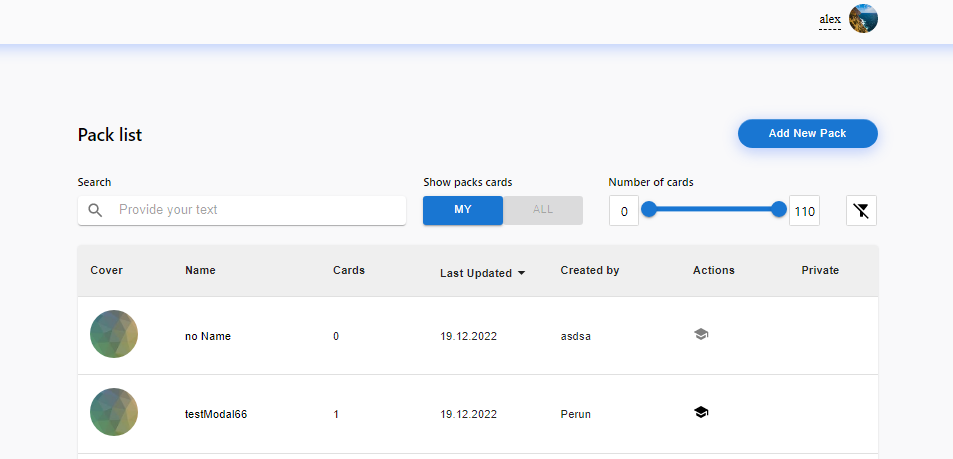 alex
Pack list
Add New Pack
Search
Show packs cards
Number of cards
Provide your text
MY
ALL
0
110
Cover Name Cards Last Updated Created by Actions Private
no Name 0 19.12.2022 asdsa
testModal66 1 19.12.2022 Perun